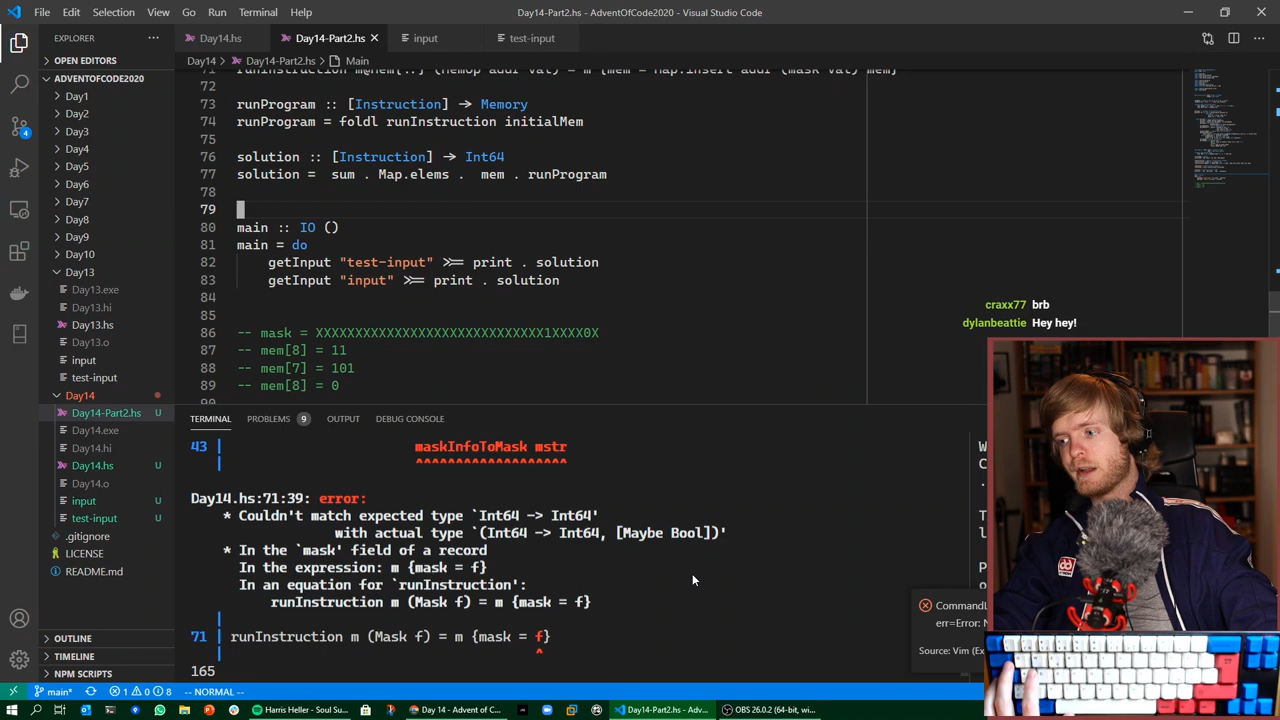 File Edit Selection View Go Run Terminal Help
Day14-Part2.hs - AdventOfCode2020 - Visual Studio Code
EXPLORER
OPEN EDITORS
ADVENTOFCODE2020
Day1
Day2
Day3
Day4
Day5
Day6
Day7
Day8
Day9
Day10
Day13
Day13.exe
Day13.hi
Day13.hs
Day13.o
input
test-input
Day14
Day14-Part2.hs U
Day14.exe
Day14.hi
Day14.hs U
Day14.o
input U
test-input U
.gitignore
LICENSE
README.md
OUTLINE
TIMELINE
NPM SCRIPTS
4
Day14.hs Day14-Part2.hs input test-input
Day14 > Day14-Part2.hs > Main
71 runInstruction m@Mem{..} (MemOp addr val) = m {mem = Map.insert addr (mask val) mem}
72
73 runProgram :: [Instruction] → Memory
74 runProgram = foldl runInstruction initialMem
75
76 solution :: [Instruction] → Int64
77 solution =  sum . Map.elems .  mem . runProgram
78
79
80 main :: IO ()
81 main = do
82     getInput "test-input" >>= print . solution
83     getInput "input" >>= print . solution
84
85
86 -- mask = XXXXXXXXXXXXXXXXXXXXXXXXXXXXX1XXXX0X
87 -- mem[8] = 11
88 -- mem[7] = 101
89 -- mem[8] = 0
90
craxx77 brb
dylanbeattie Hey hey!
TERMINAL PROBLEMS 9 OUTPUT DEBUG CONSOLE
43 | maskInfoToMask mstr
| ^^^^^^^^^^^^^^^^^^^
Day14.hs:71:39: error:
* Couldn't match expected type `Int64 -> Int64'
with actual type `(Int64 -> Int64, [Maybe Bool])'
* In the `mask' field of a record
In the expression: m {mask = f}
In an equation for `runInstruction':
runInstruction m (Mask f) = m {mask = f}
|
71 | runInstruction m (Mask f) = m {mask = f}
| ^
165
CommandL
err=Error: N
Source: Vim (Ex
main* 1 0 8 -- NORMAL --
Harris Heller - Soul Su... Day 14 - Advent of C... Day14-Part2.hs - Adv... OBS 26.0.2 (64-bit, w...